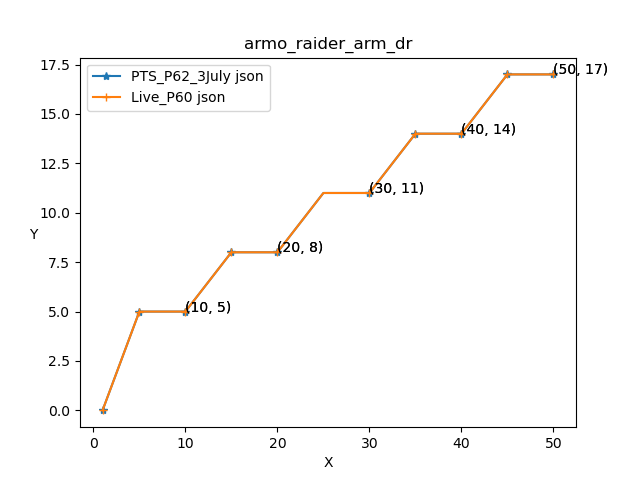 armo_raider_arm_dr
PTS_P62_3July json
Live_P60 json
17.5
15.0
12.5
10.0
7.5
5.0
2.5
0.0
Y
(50, 17)
(40, 14)
(30, 11)
(20, 8)
(10, 5)
0 10 20 30 40 50
X